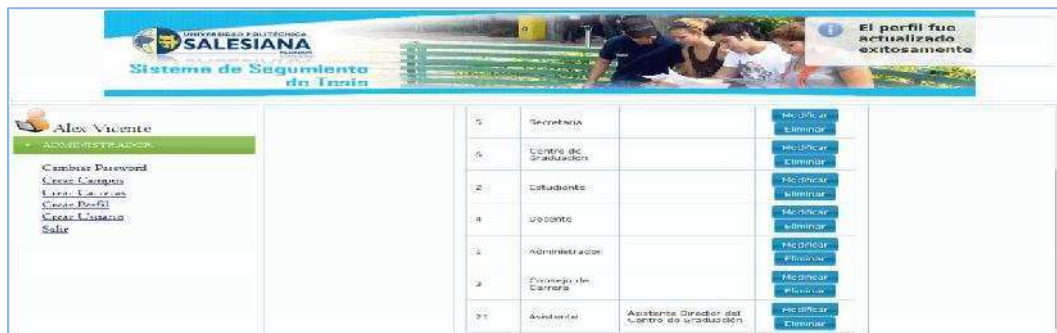 UNIVERSIDAD POLITÉCNICA
SALESIANA
Sistema de Seguimiento
de Tesis
El perfil fue
actualizado
exitosamente
Alex Vicente
ADMINISTRADOR
Cambiar Password
Crear Campus
Crear Carreras
Crear Perfil
Crear Usuario
Salir
5 Secretaria Modificar
Eliminar
Centro de Modificar
Graduación Eliminar
2 Estudiante Modificar
Eliminar
4 Docente Modificar
Eliminar
1 Administrador Modificar
Eliminar
3 Consejo de Modificar
Carrera Eliminar
21 Asistente Asistente Director del Modificar
Centro de Graduación Eliminar